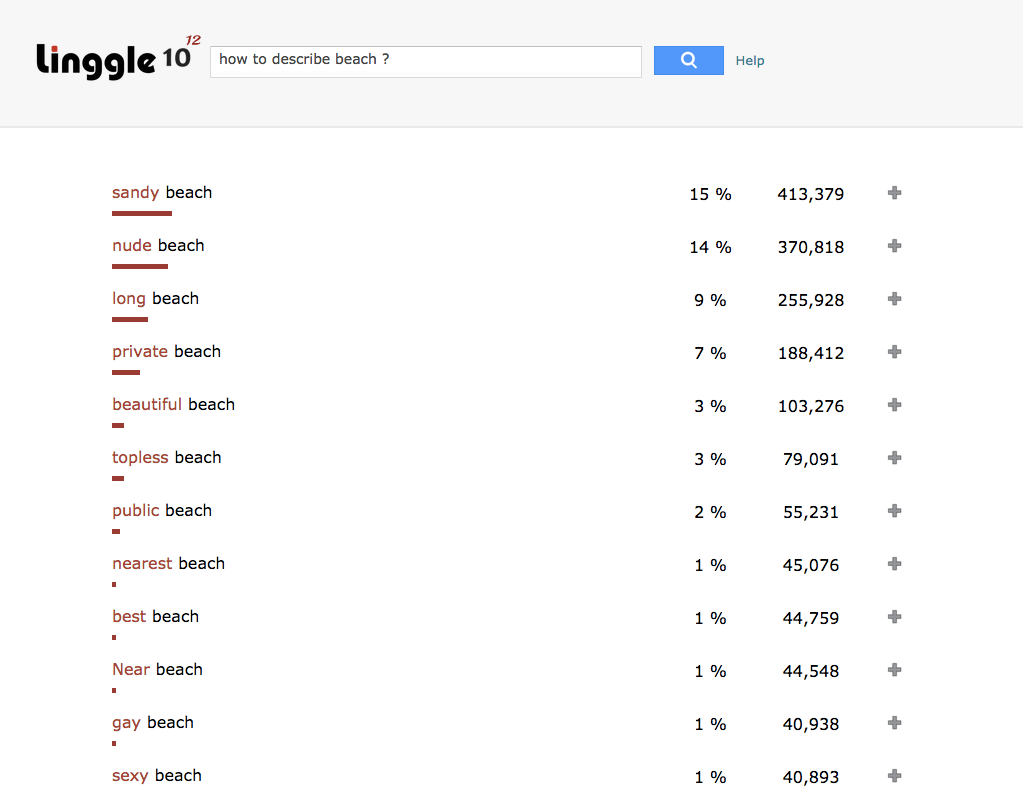 Linggle 10 12
how to describe beach ?
Help
sandy beach 15 % 413,379
nude beach 14 % 370,818
long beach 9 % 255,928
private beach 7 % 188,412
beautiful beach 3 % 103,276
topless beach 3 % 79,091
public beach 2 % 55,231
nearest beach 1 % 45,076
best beach 1 % 44,759
Near beach 1 % 44,548
gay beach 1 % 40,938
sexy beach 1 % 40,893